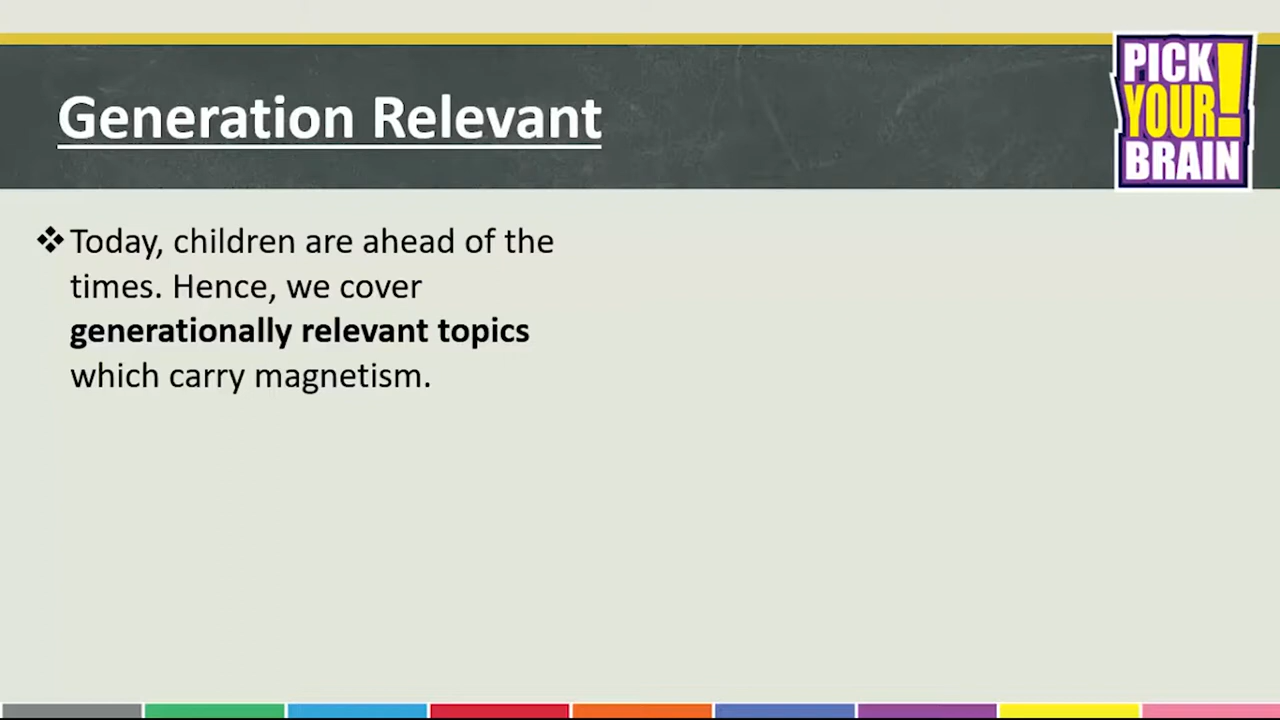 Generation Relevant
PICK
YOUR!
BRAIN
❖Today, children are ahead of the
times. Hence, we cover
generationally relevant topics
which carry magnetism.